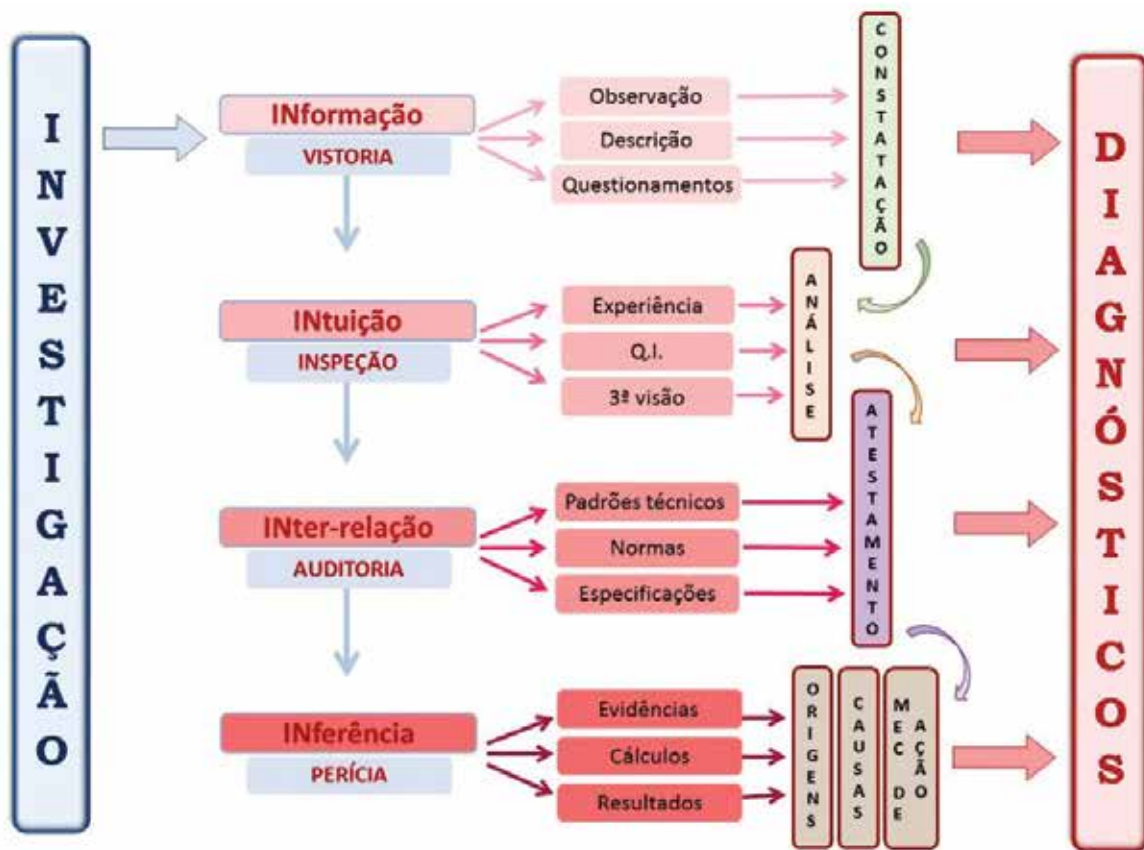 INVESTIGAÇÃO
INformação
VISTORIA
Observação
Descrição
Questionamentos
CONSTATAÇÃO
INtuição
INSPEÇÃO
Experiência
Q.I.
3ª visão
ANÁLISE
INter-relação
AUDITORIA
Padrões técnicos
Normas
Especificações
ATESTAMENTO
INferência
PERÍCIA
Evidências
Cálculos
Resultados
ORIGENS
CAUSAS
MEC DE
AÇÃO
DIAGNÓSTICOS